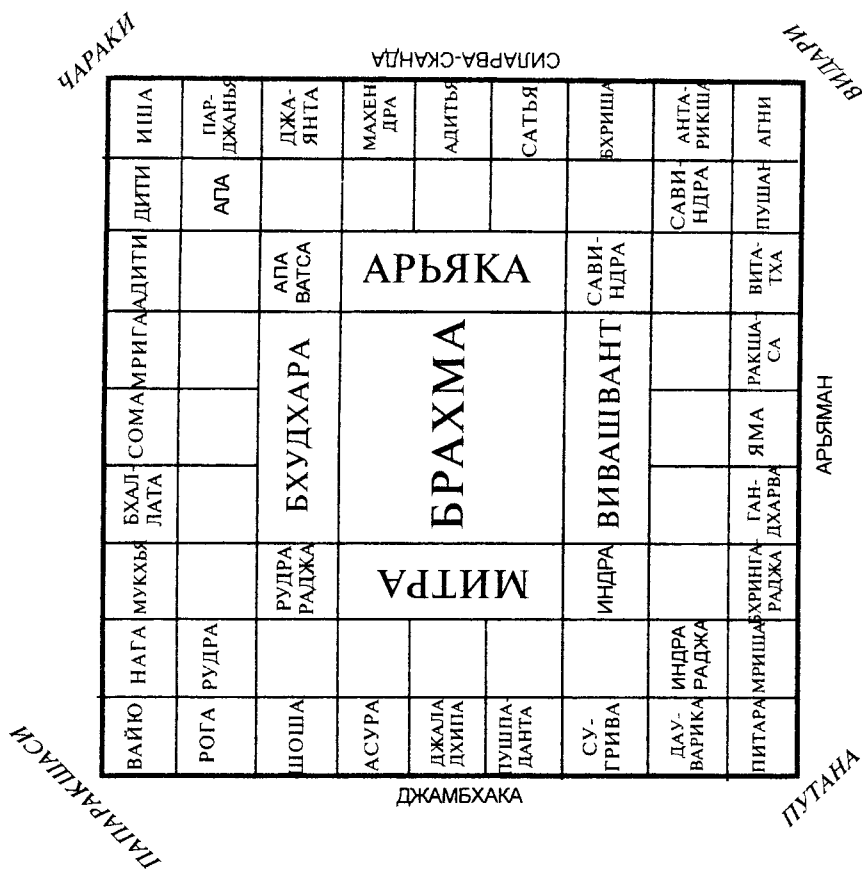 ЧАРАКИ
СИЛАРВА-СКАНДА
ВИДАРИ
ИША
ПАР-
ДЖАНЬЯ
ДЖА-
ЯНТА
МАХЕН
ДРА
АДИТЬЯ
САТЬЯ
БХРИША
АНТА-
РИКША
АГНИ
ДИТИ
АПА
САВИ-
НДРА
ПУШАН
АДИТИ
АПА
ВАТСА
АРЬЯКА
САВИ-
НДРА
ВИТА-
ТХА
МРИГА
БХУДХАРА
БРАХМА
ВИВАШВАНТ
РАКША-
СА
СОМА
ЯМА
АРЬЯМАН
БХАЛ-
ЛАТА
ГАН-
ДХАРВА
МУКХЬЯ
РУДРА
РАДЖА
МИТРА
ИНДРА
БХРИНГА-
РАДЖА
НАГА
РУДРА
ИНДРА
РАДЖА
МРИША
ВАЙЮ
РОГА
ШОША
АСУРА
ДЖАЛА
ДХИПА
ПУШПА-
ДАНТА
СУ-
ГРИВА
ДАУ-
ВАРИКА
ПИТАРА
ПАПАРАКШАСИ
ДЖАМБХАКА
ПУТАНА